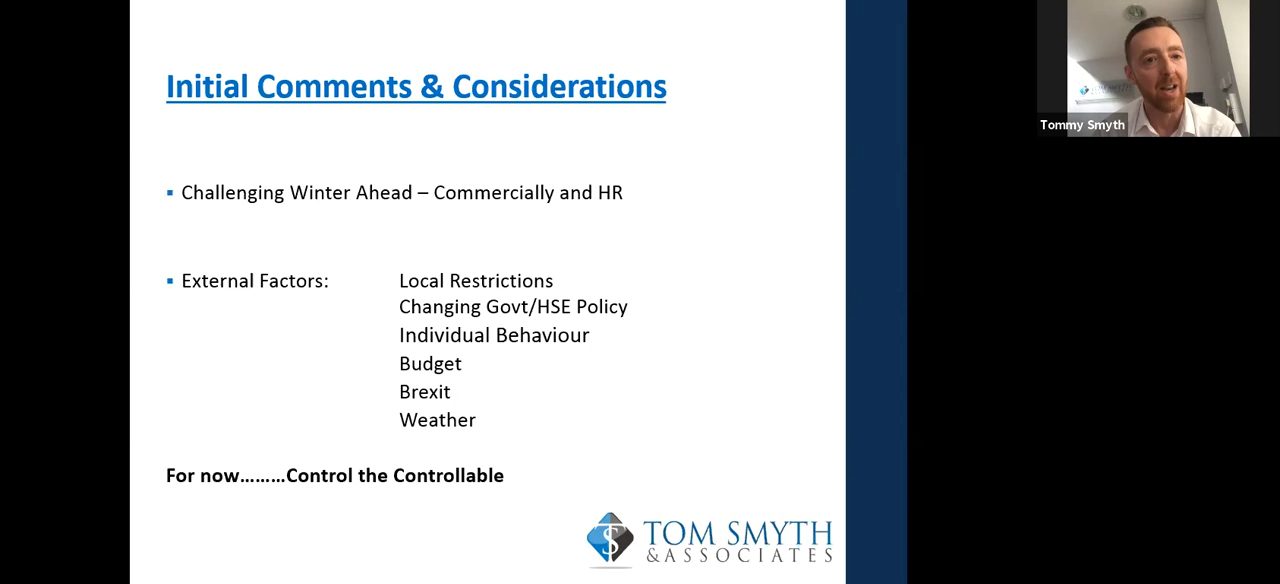 Initial Comments & Considerations
▪ Challenging Winter Ahead – Commercially and HR
▪ External Factors: Local Restrictions
Changing Govt/HSE Policy
Individual Behaviour
Budget
Brexit
Weather
For now………Control the Controllable
TOM SMYTH
& ASSOCIATES
Tommy Smyth